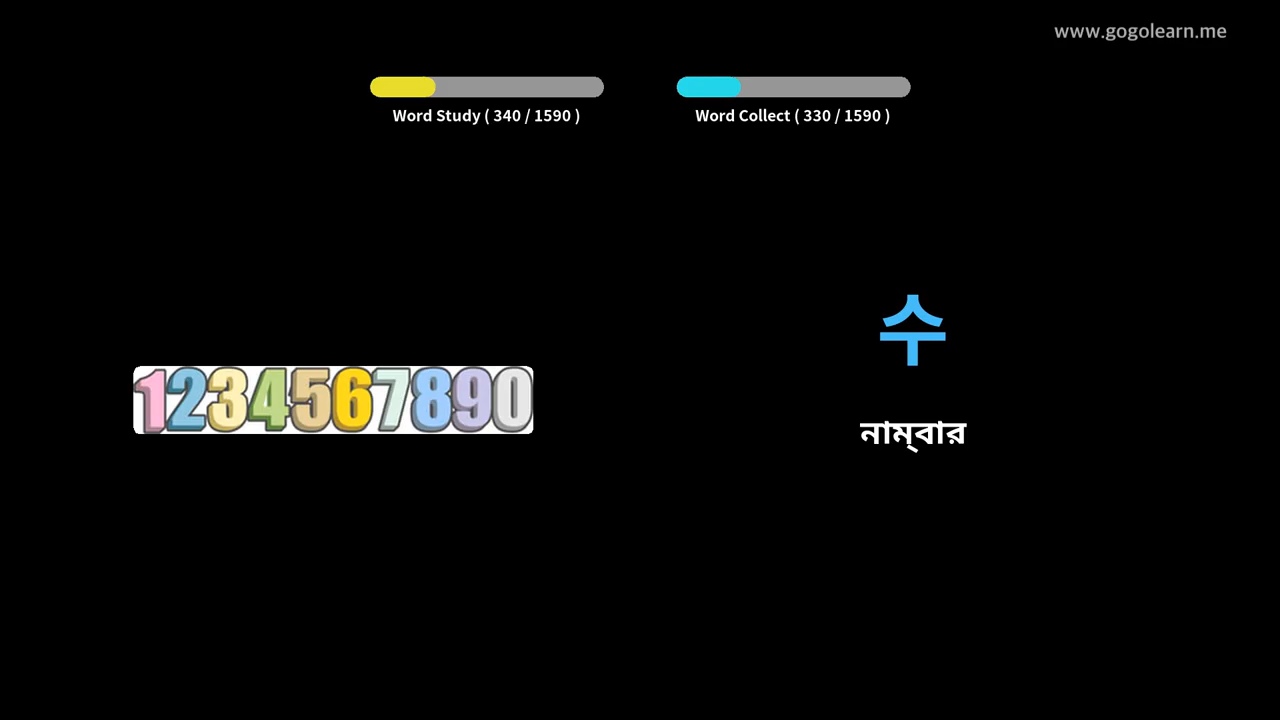 www.gogolearn.me
Word Study ( 340 / 1590 )
Word Collect ( 330 / 1590 )
수
1234567890
নাম্‌বার